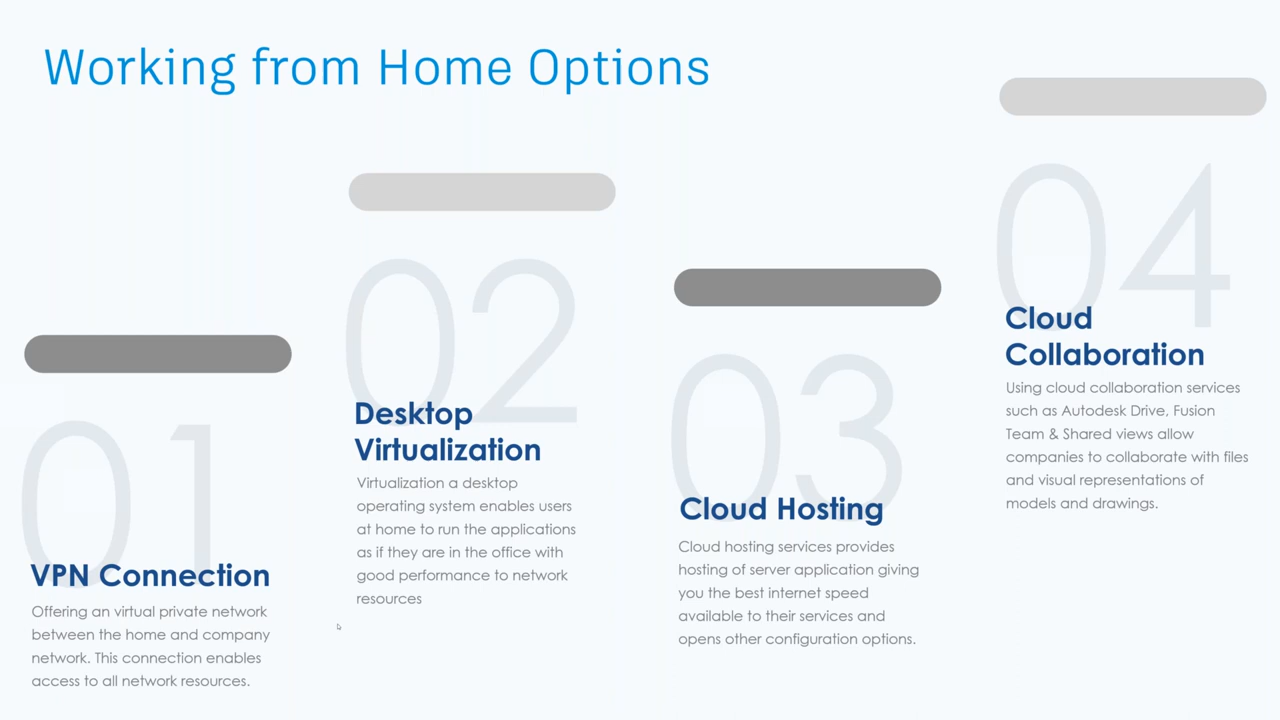 Working from Home Options
01
VPN Connection
Offering an virtual private network
between the home and company
network. This connection enables
access to all network resources.
02
Desktop
Virtualization
Virtualization a desktop
operating system enables users
at home to run the applications
as if they are in the office with
good performance to network
resources
03
Cloud Hosting
Cloud hosting services provides
hosting of server application giving
you the best internet speed
available to their services and
opens other configuration options.
04
Cloud
Collaboration
Using cloud collaboration services
such as Autodesk Drive, Fusion
Team & Shared views allow
companies to collaborate with files
and visual representations of
models and drawings.